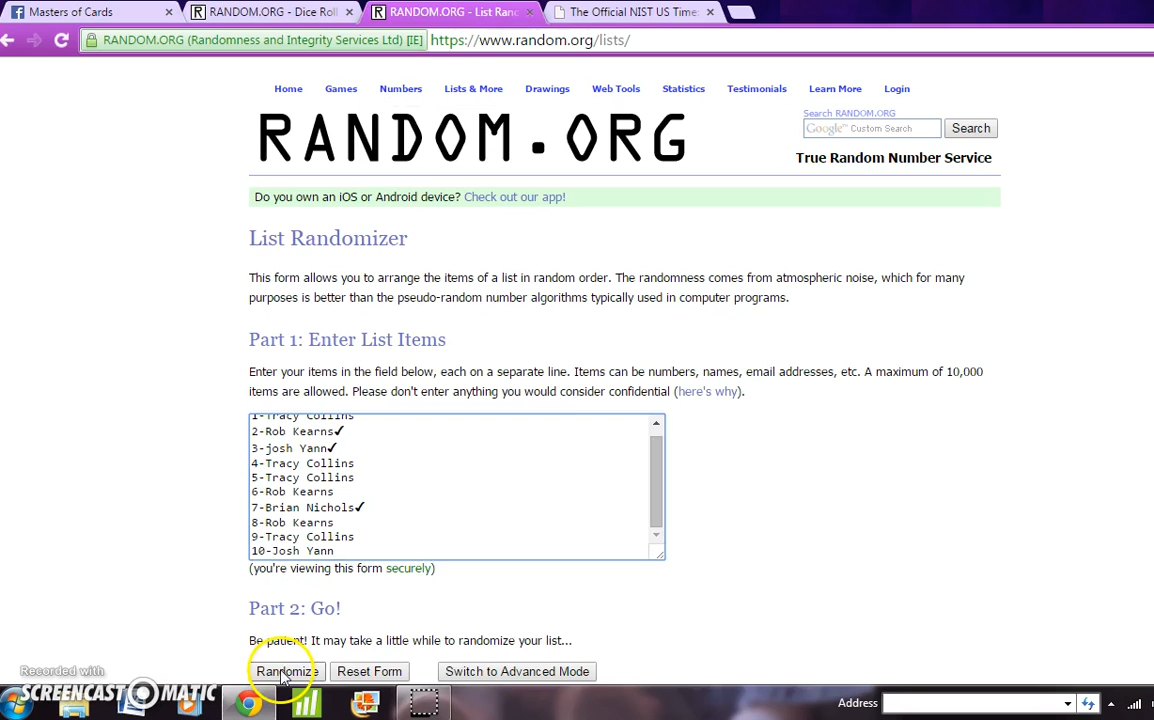 Masters of Cards
RANDOM.ORG - Dice Roll
RANDOM.ORG - List Ran
The Official NIST US Time
RANDOM.ORG (Randomness and Integrity Services Ltd) [IE]
https://www.random.org/lists/
Home Games Numbers Lists & More Drawings Web Tools Statistics Testimonials Learn More Login
RANDOM.ORG
Search RANDOM.ORG
Google™ Custom Search
Search
True Random Number Service
Do you own an iOS or Android device? Check out our app!
List Randomizer
This form allows you to arrange the items of a list in random order. The randomness comes from atmospheric noise, which for many
purposes is better than the pseudo-random number algorithms typically used in computer programs.
Part 1: Enter List Items
Enter your items in the field below, each on a separate line. Items can be numbers, names, email addresses, etc. A maximum of 10,000
items are allowed. Please don't enter anything you would consider confidential (here's why).
1-Tracy Collins
2-Rob Kearns✔
3-josh Yann✔
4-Tracy Collins
5-Tracy Collins
6-Rob Kearns
7-Brian Nichols✔
8-Rob Kearns
9-Tracy Collins
10-Josh Yann
(you're viewing this form securely)
Part 2: Go!
Be patient! It may take a little while to randomize your list...
Randomize
Reset Form
Switch to Advanced Mode
Recorded with
SCREENCAST-O-MATIC
Address